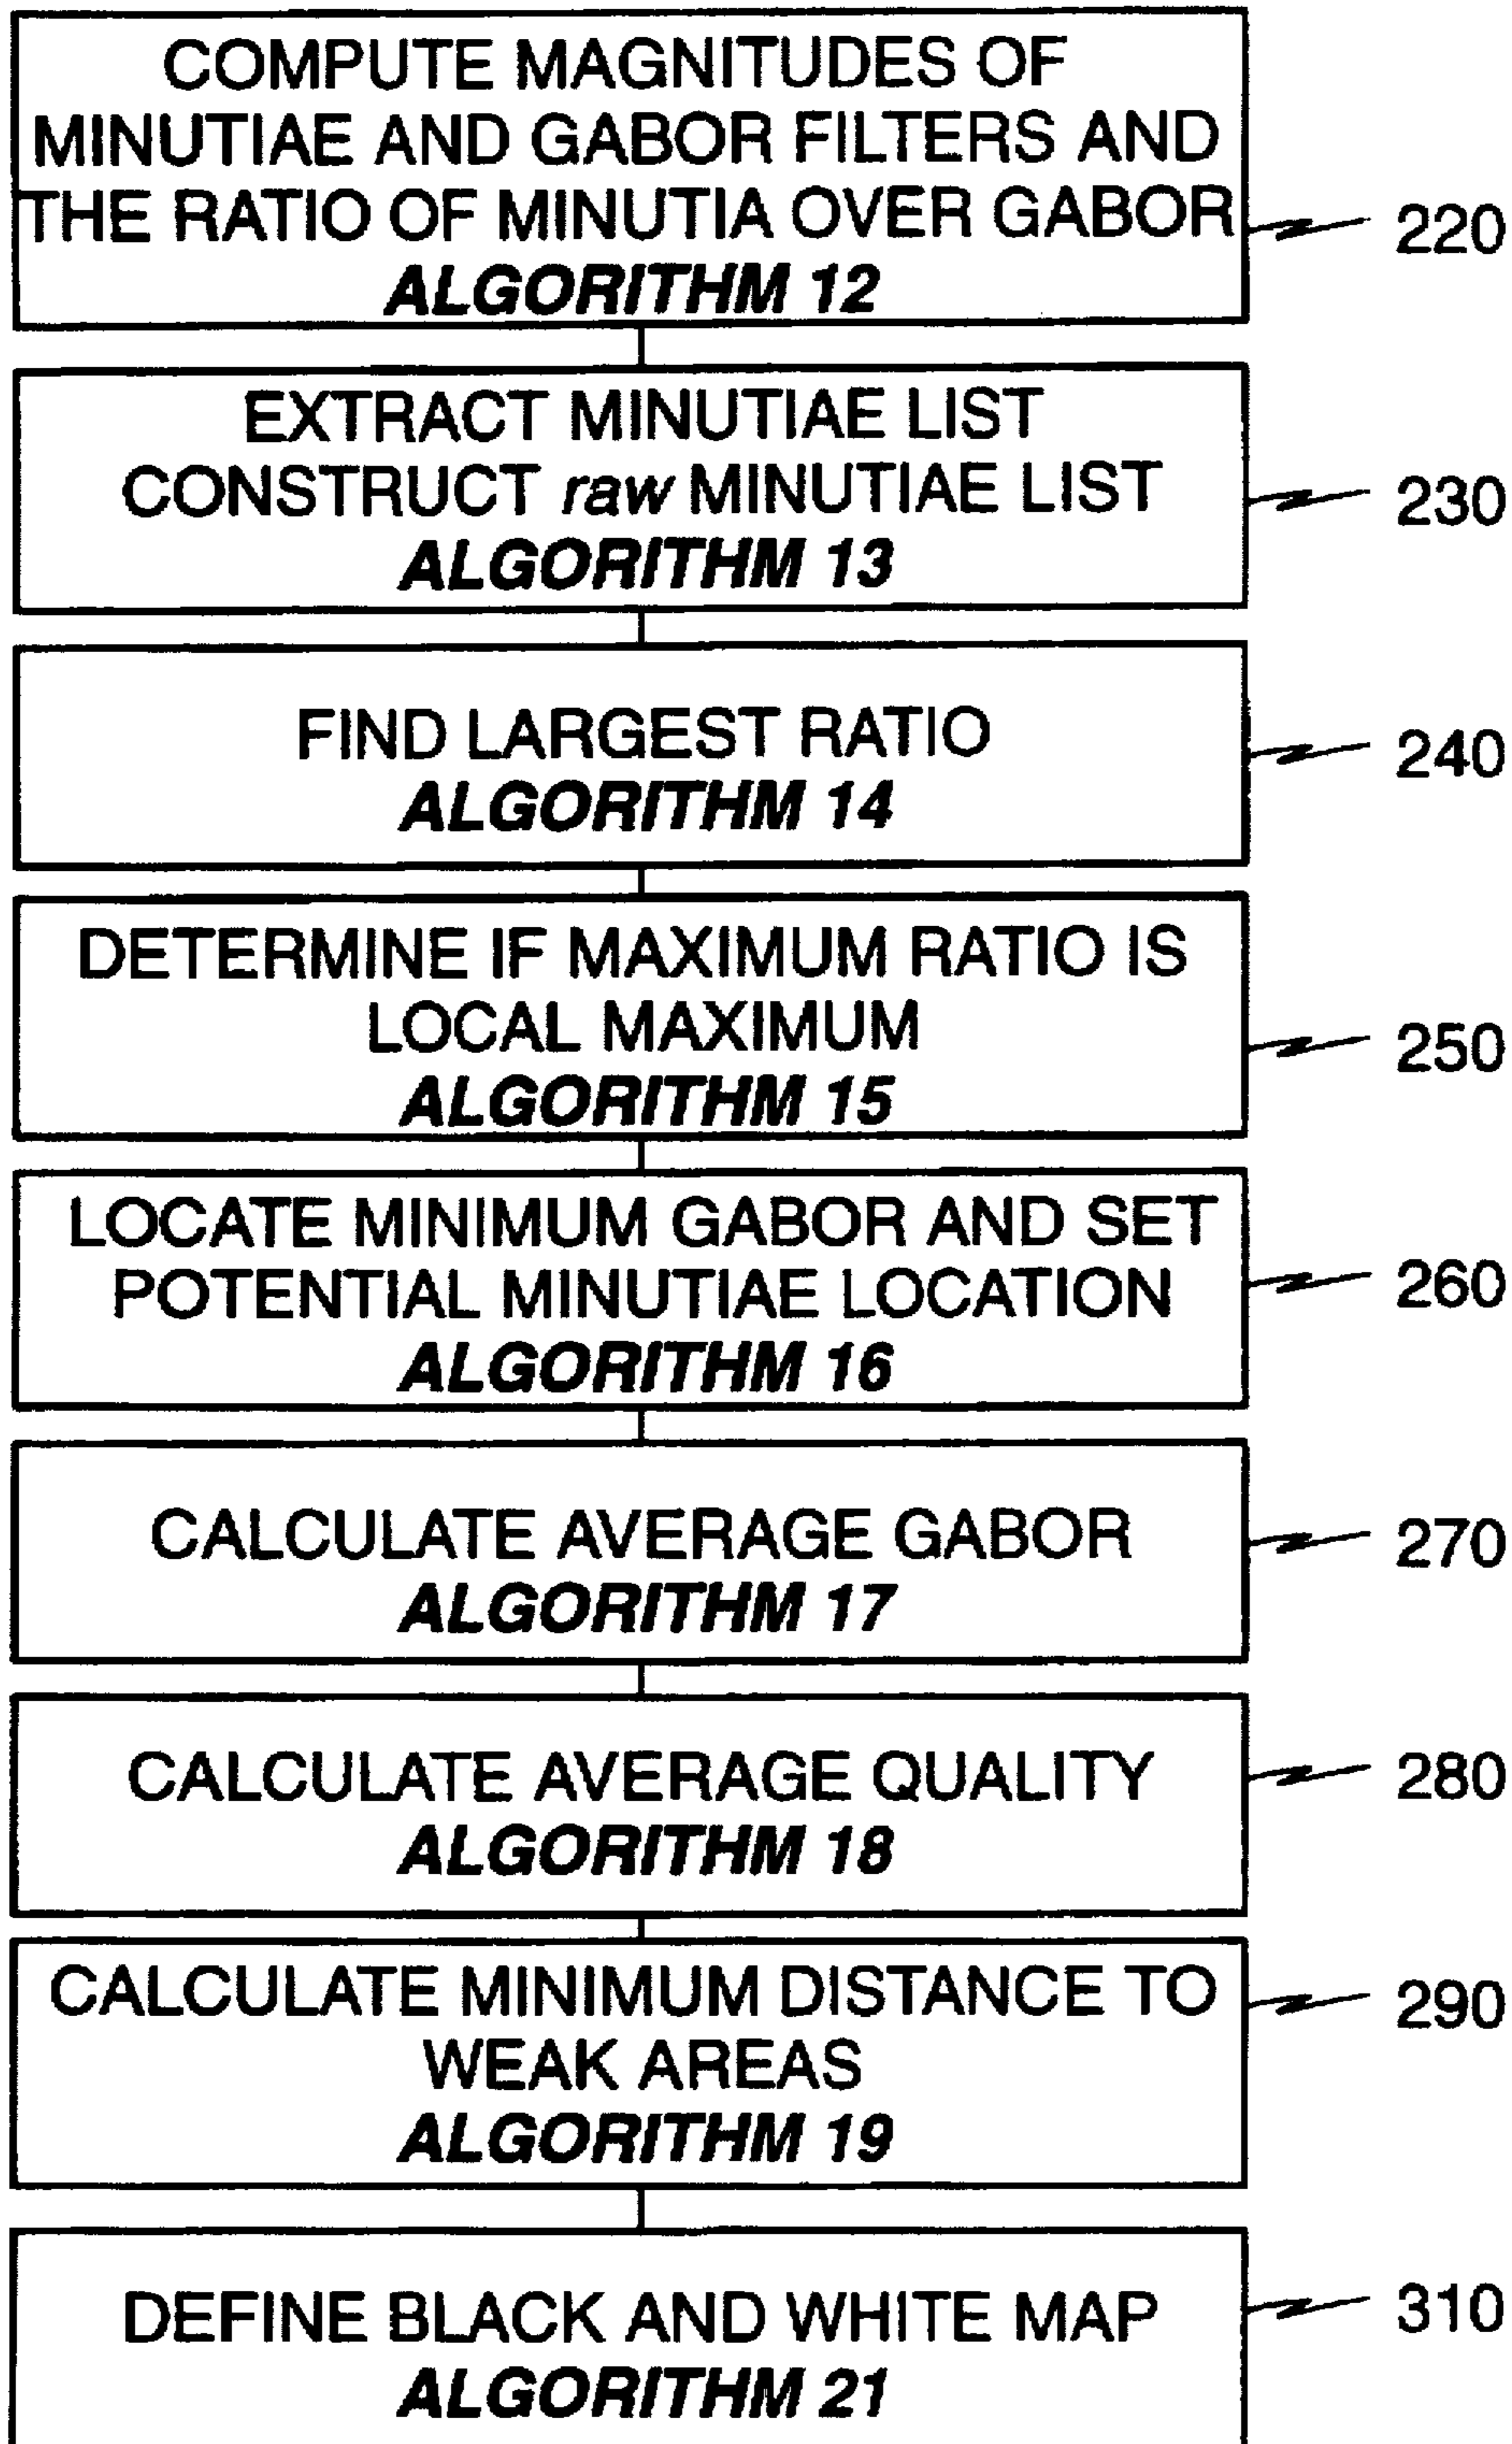 COMPUTE MAGNITUDES OF
MINUTIAE AND GABOR FILTERS AND
THE RATIO OF MINUTIA OVER GABOR
ALGORITHM 12
220
EXTRACT MINUTIAE LIST
CONSTRUCT raw MINUTIAE LIST
ALGORITHM 13
230
FIND LARGEST RATIO
ALGORITHM 14
240
DETERMINE IF MAXIMUM RATIO IS
LOCAL MAXIMUM
ALGORITHM 15
250
LOCATE MINIMUM GABOR AND SET
POTENTIAL MINUTIAE LOCATION
ALGORITHM 16
260
CALCULATE AVERAGE GABOR
ALGORITHM 17
270
CALCULATE AVERAGE QUALITY
ALGORITHM 18
280
CALCULATE MINIMUM DISTANCE TO
WEAK AREAS
ALGORITHM 19
290
DEFINE BLACK AND WHITE MAP
ALGORITHM 21
310